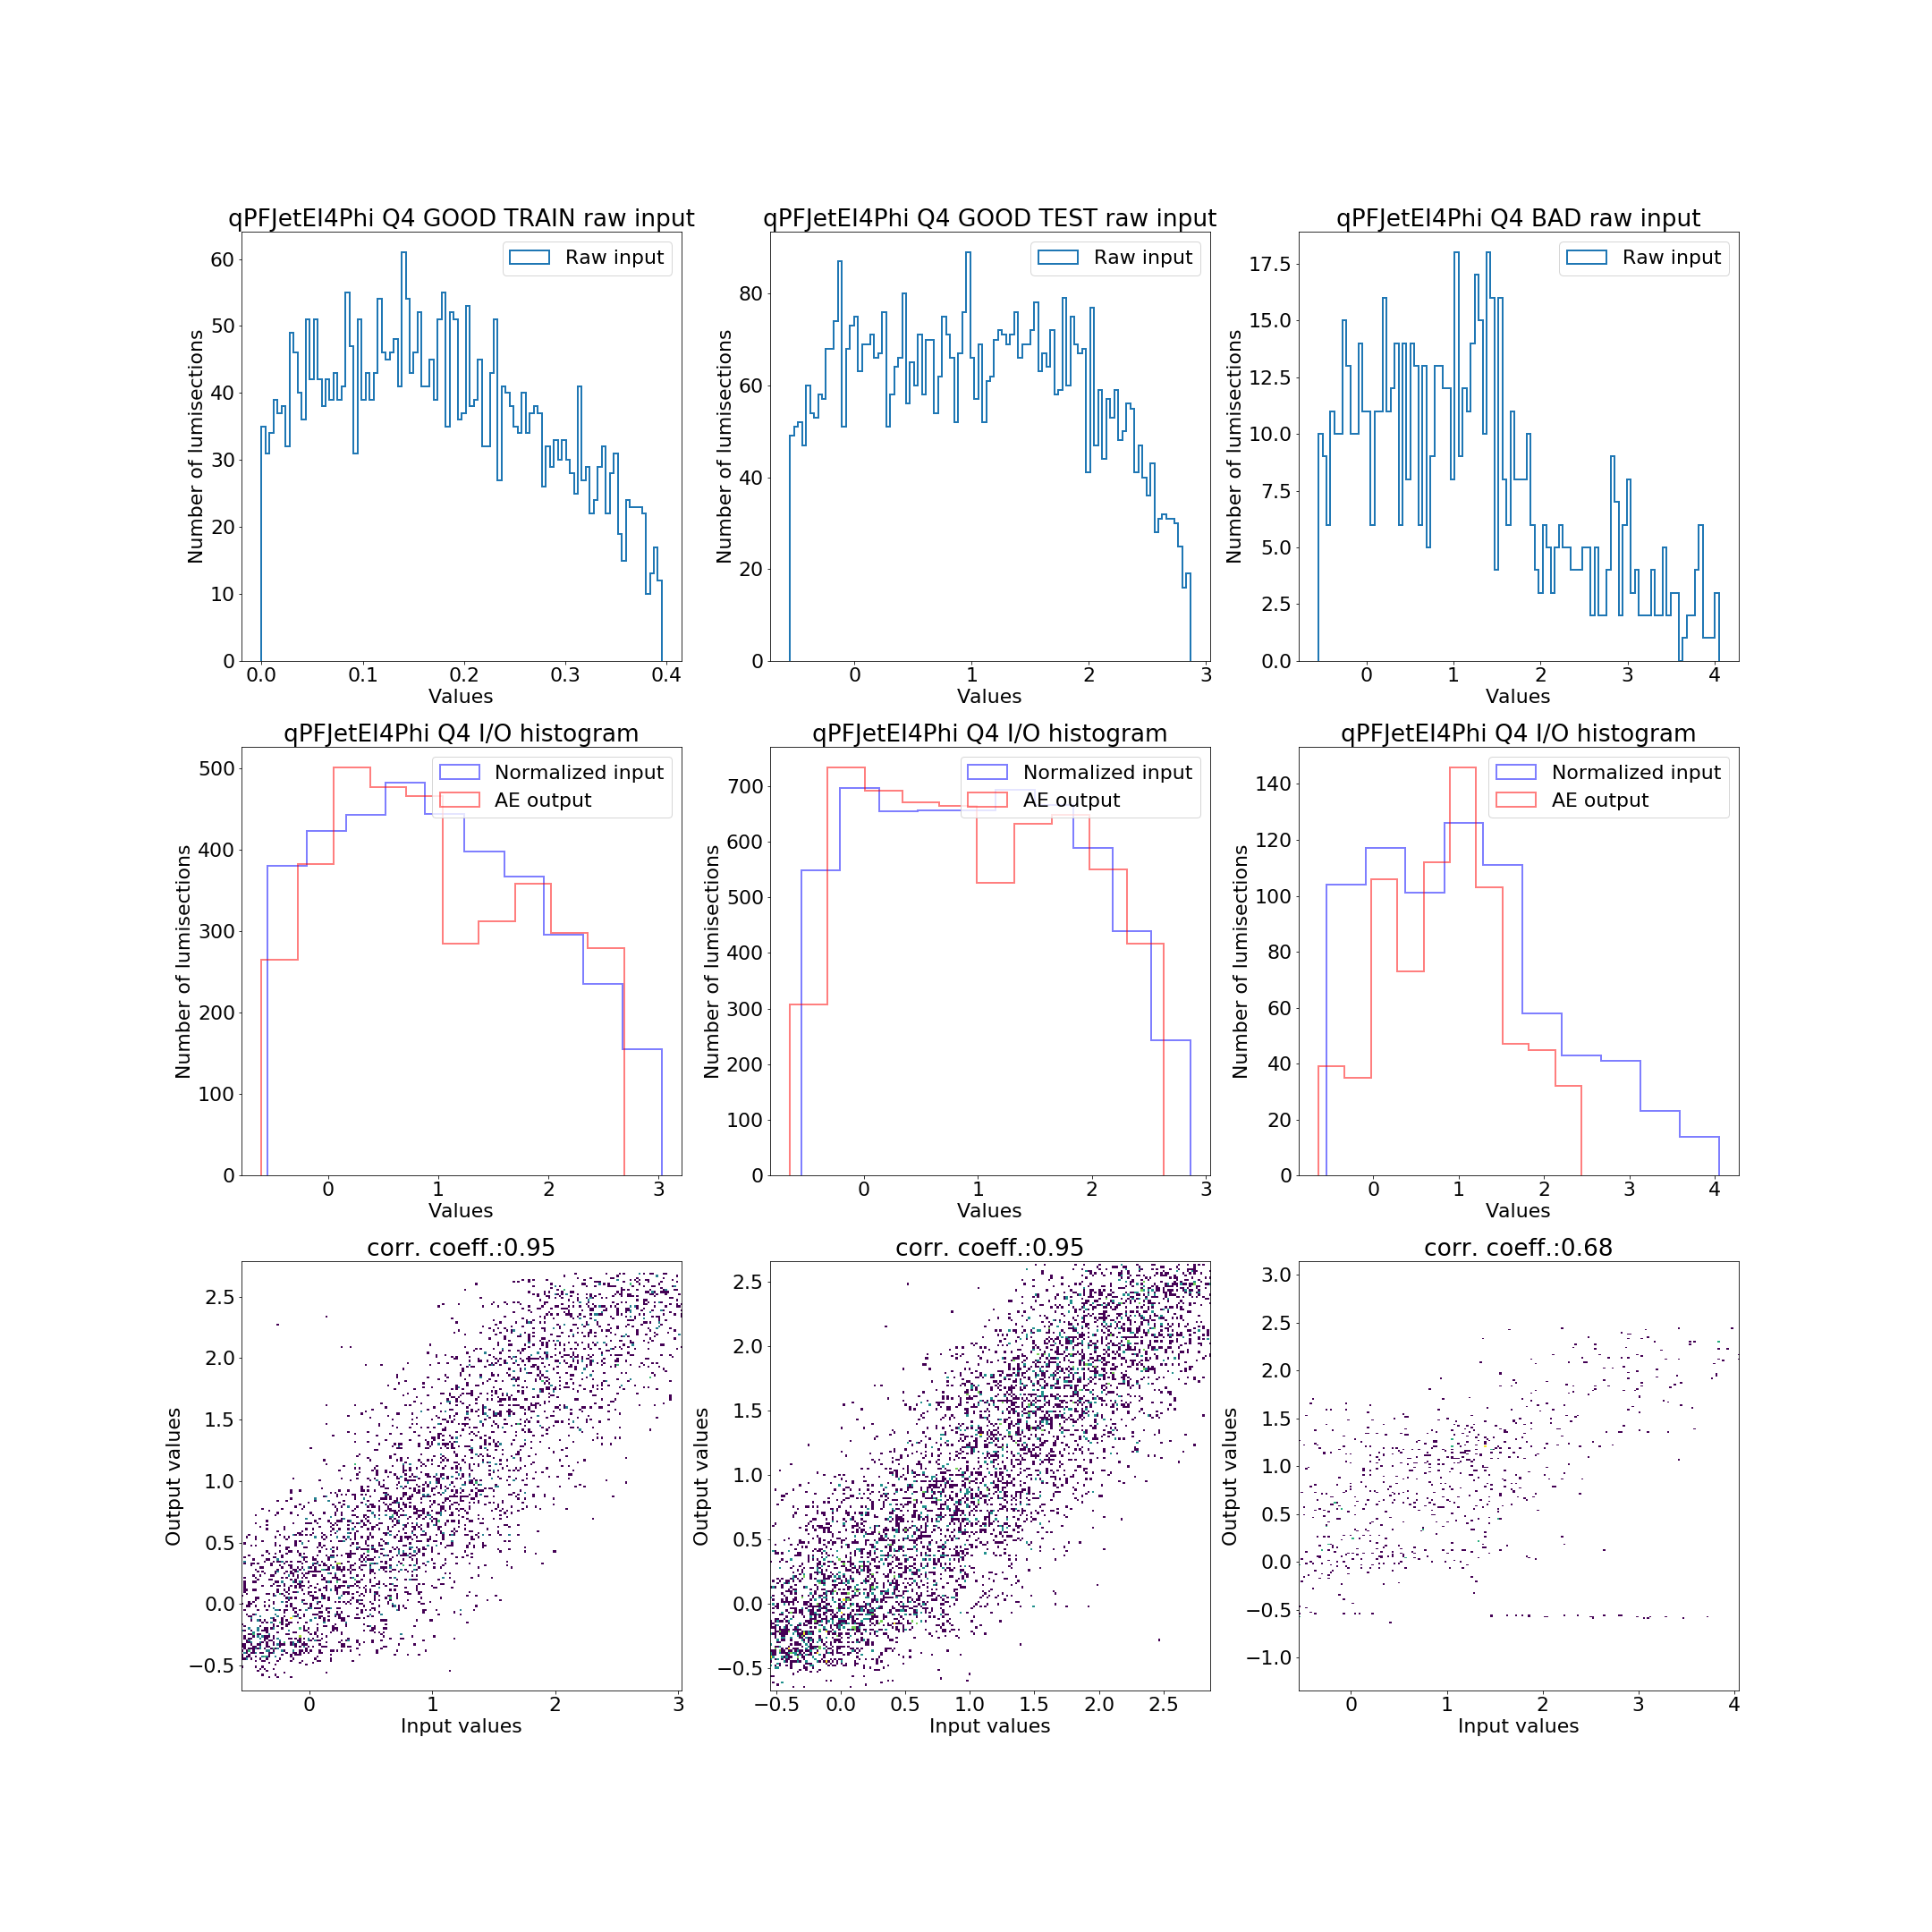 qPFJetEI4Phi Q4 GOOD TRAIN raw input
Raw input
Number of lumisections
60
50
40
30
20
10
0
0.0 0.1 0.2 0.3 0.4
Values
qPFJetEI4Phi Q4 GOOD TEST raw input
Raw input
Number of lumisections
80
60
40
20
0
0 1 2 3
Values
qPFJetEI4Phi Q4 BAD raw input
Raw input
Number of lumisections
17.5
15.0
12.5
10.0
7.5
5.0
2.5
0.0
0 1 2 3 4
Values
qPFJetEI4Phi Q4 I/O histogram
Normalized input
AE output
Number of lumisections
500
400
300
200
100
0
0 1 2 3
Values
qPFJetEI4Phi Q4 I/O histogram
Normalized input
AE output
Number of lumisections
700
600
500
400
300
200
100
0
0 1 2 3
Values
qPFJetEI4Phi Q4 I/O histogram
Normalized input
AE output
Number of lumisections
140
120
100
80
60
40
20
0
0 1 2 3 4
Values
corr. coeff.:0.95
Output values
2.5
2.0
1.5
1.0
0.5
0.0
−0.5
0 1 2 3
Input values
corr. coeff.:0.95
Output values
2.5
2.0
1.5
1.0
0.5
0.0
−0.5
−0.5 0.0 0.5 1.0 1.5 2.0 2.5
Input values
corr. coeff.:0.68
Output values
3.0
2.5
2.0
1.5
1.0
0.5
0.0
−0.5
−1.0
0 1 2 3 4
Input values